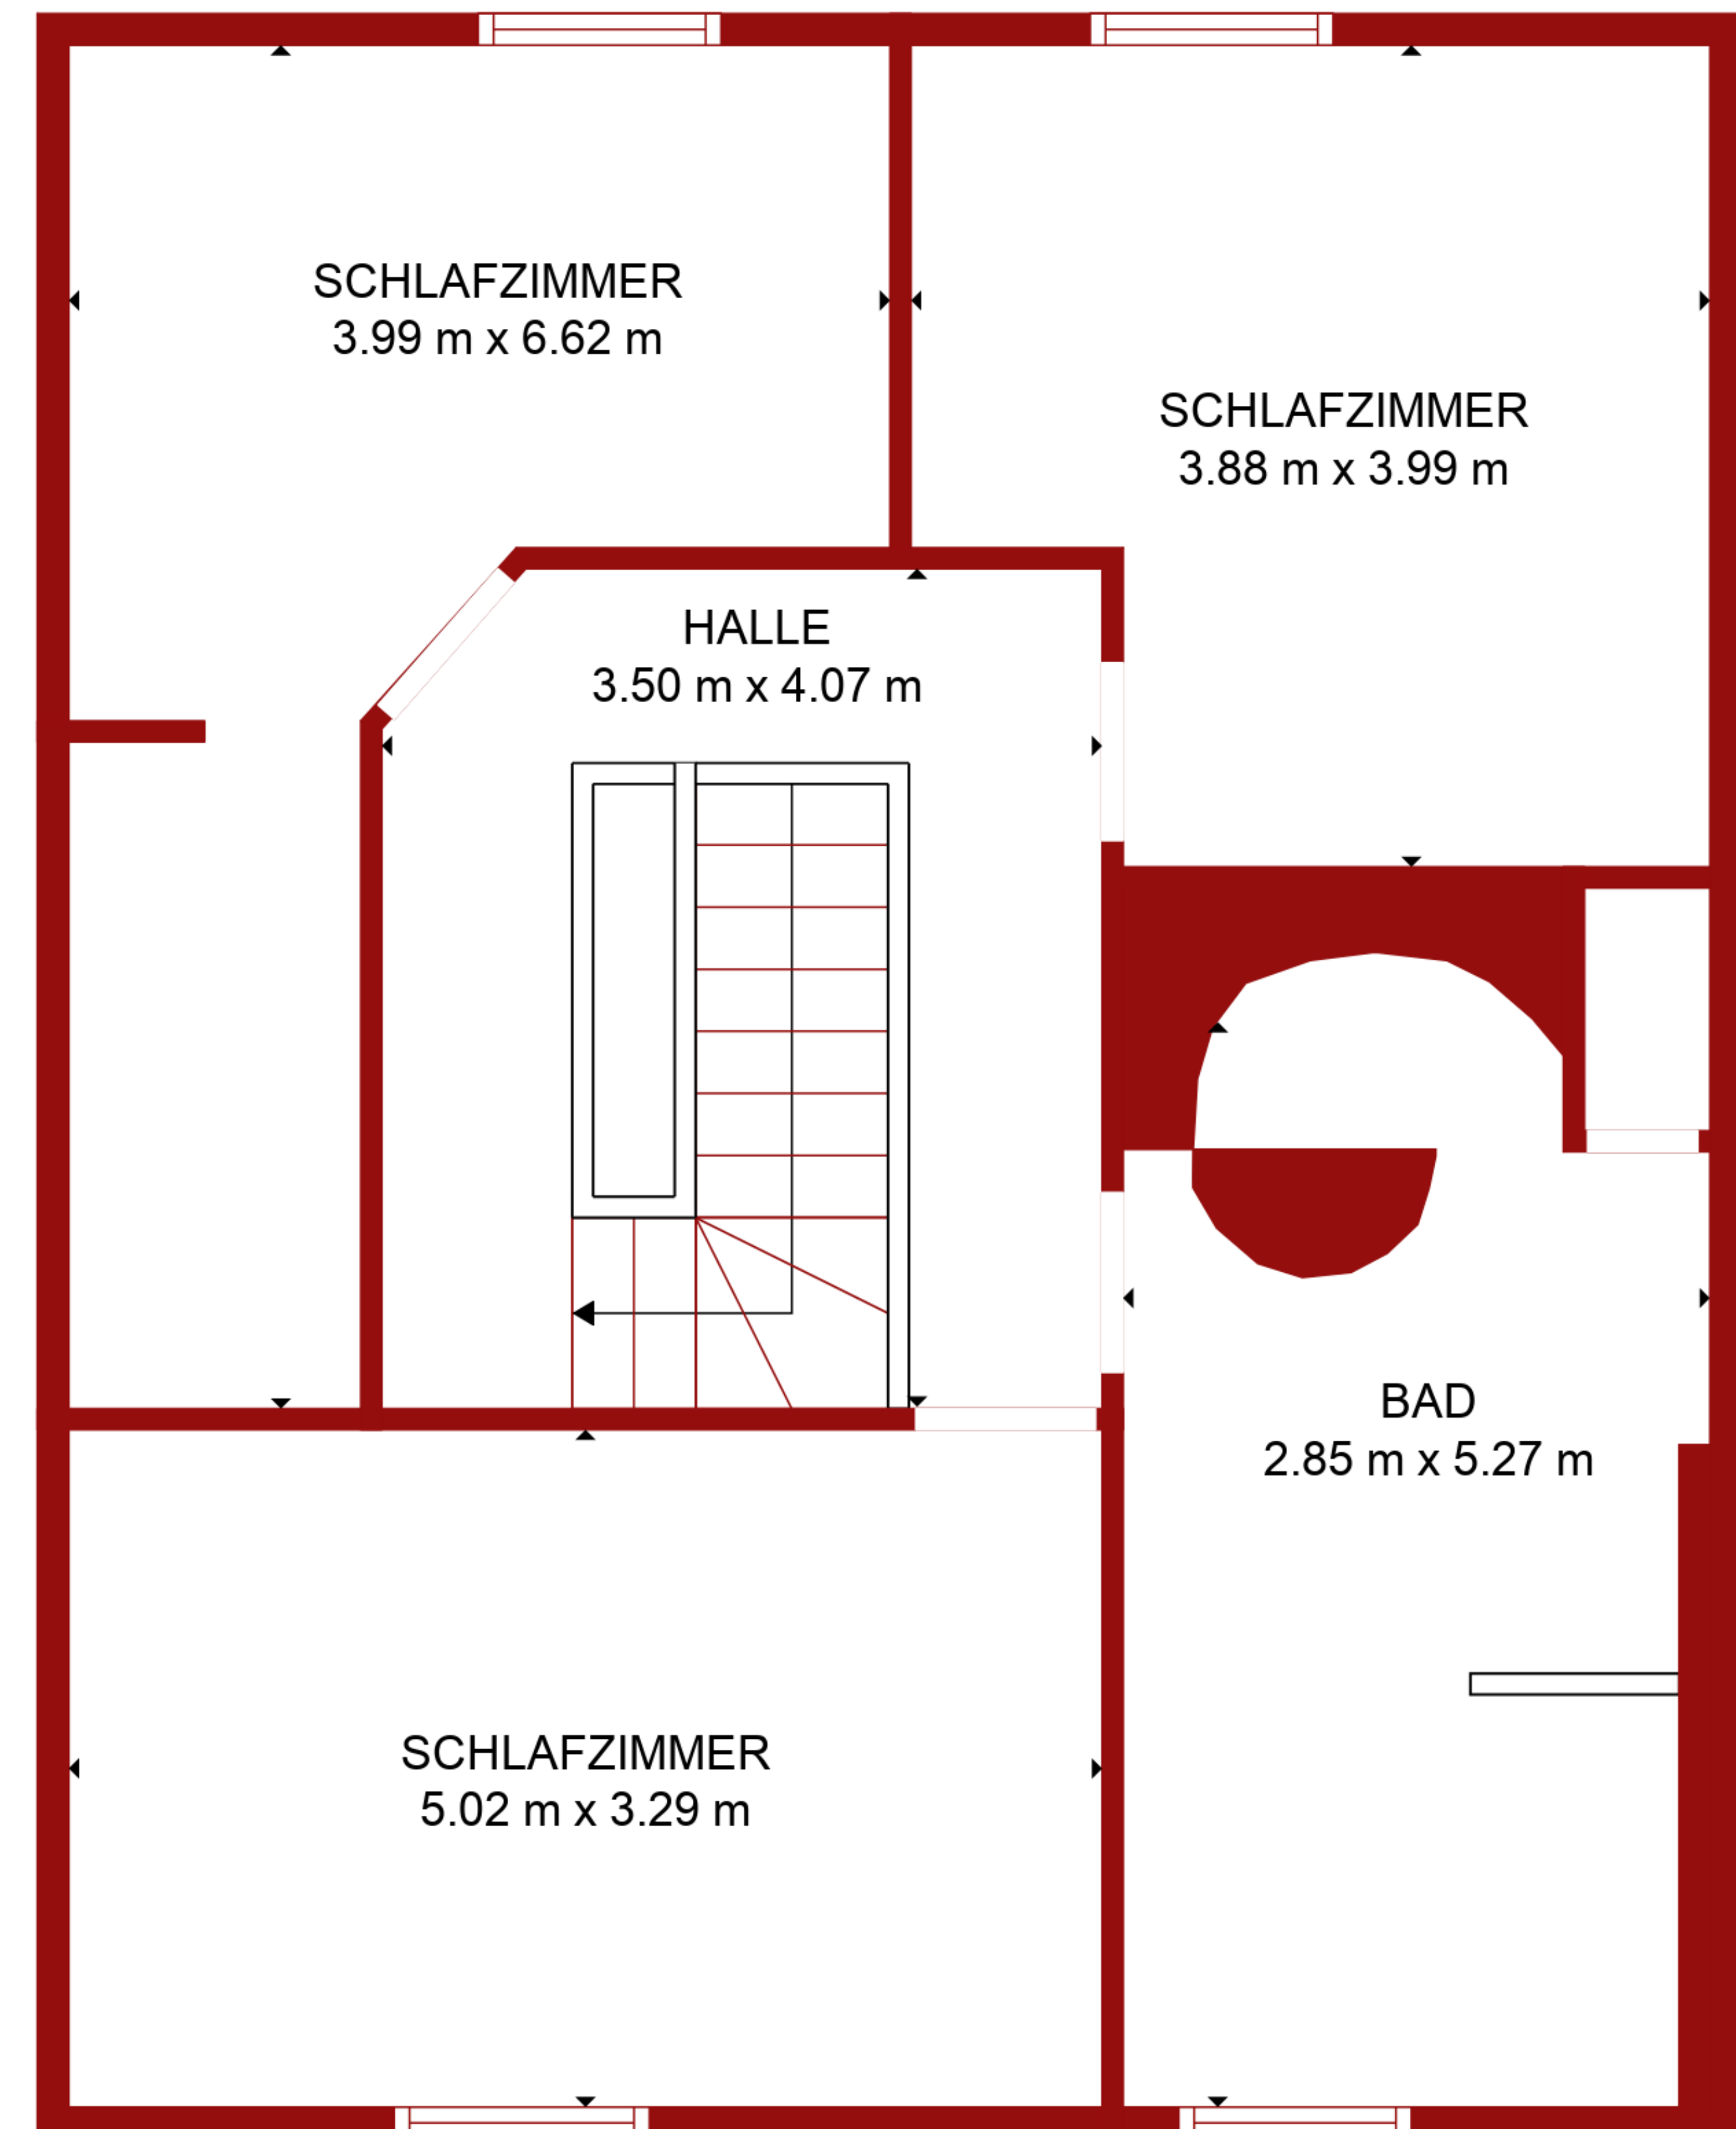 SCHLAFZIMMER
3.99 m x 6.62 m
SCHLAFZIMMER
3.88 m x 3.99 m
HALLE
3.50 m x 4.07 m
BAD
2.85 m x 5.27 m
SCHLAFZIMMER
5.02 m x 3.29 m